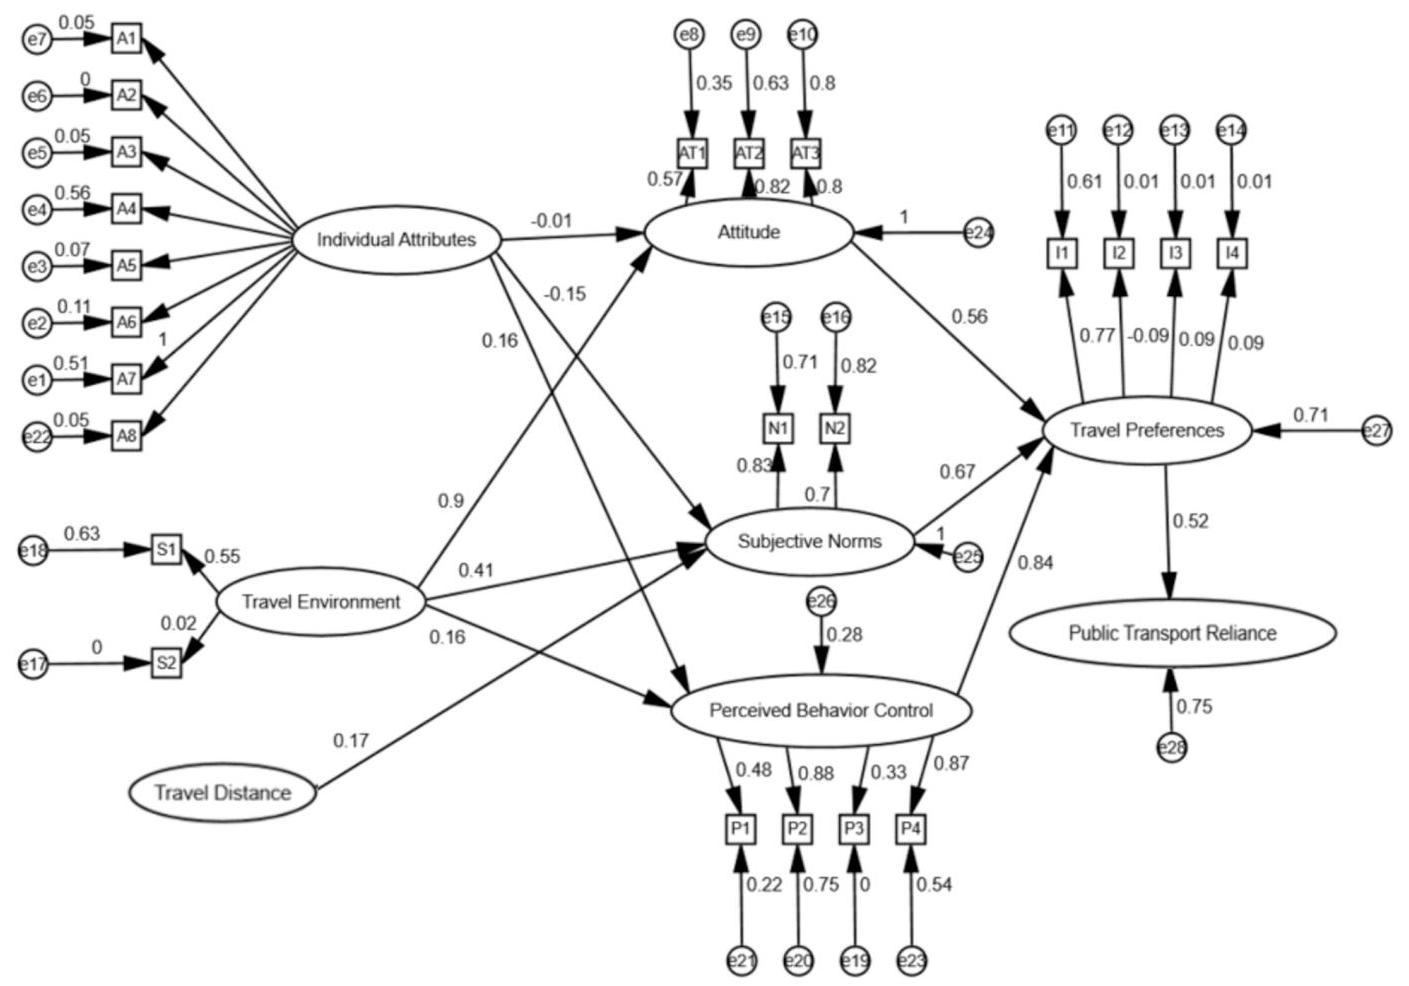 e7 0.05 A1
e6 0 A2
e5 0.05 A3
e4 0.56 A4
e3 0.07 A5
e2 0.11 A6
1
e1 0.51 A7
e22 0.05 A8
Individual Attributes
-0.01
-0.15
0.16
e8 e9 e10
0.35 0.63 0.8
AT1 AT2 AT3
0.57 0.82 0.8
Attitude
1 e24
0.56
e11 e12 e13 e14
0.61 0.01 0.01 0.01
I1 I2 I3 I4
0.77 -0.09 0.09 0.09
Travel Preferences
0.71 e27
e15 e16
0.71 0.82
N1 N2
0.83 0.7
Subjective Norms
1 e25
0.67
0.9
0.41
0.16
e18 0.63 S1 0.55
Travel Environment
e17 0 S2 0.02
0.17
Travel Distance
e26
0.28
Perceived Behavior Control
0.84
0.48 0.88 0.33 0.87
P1 P2 P3 P4
0.22 0.75 0 0.54
e21 e20 e19 e23
0.52
Public Transport Reliance
0.75
e28